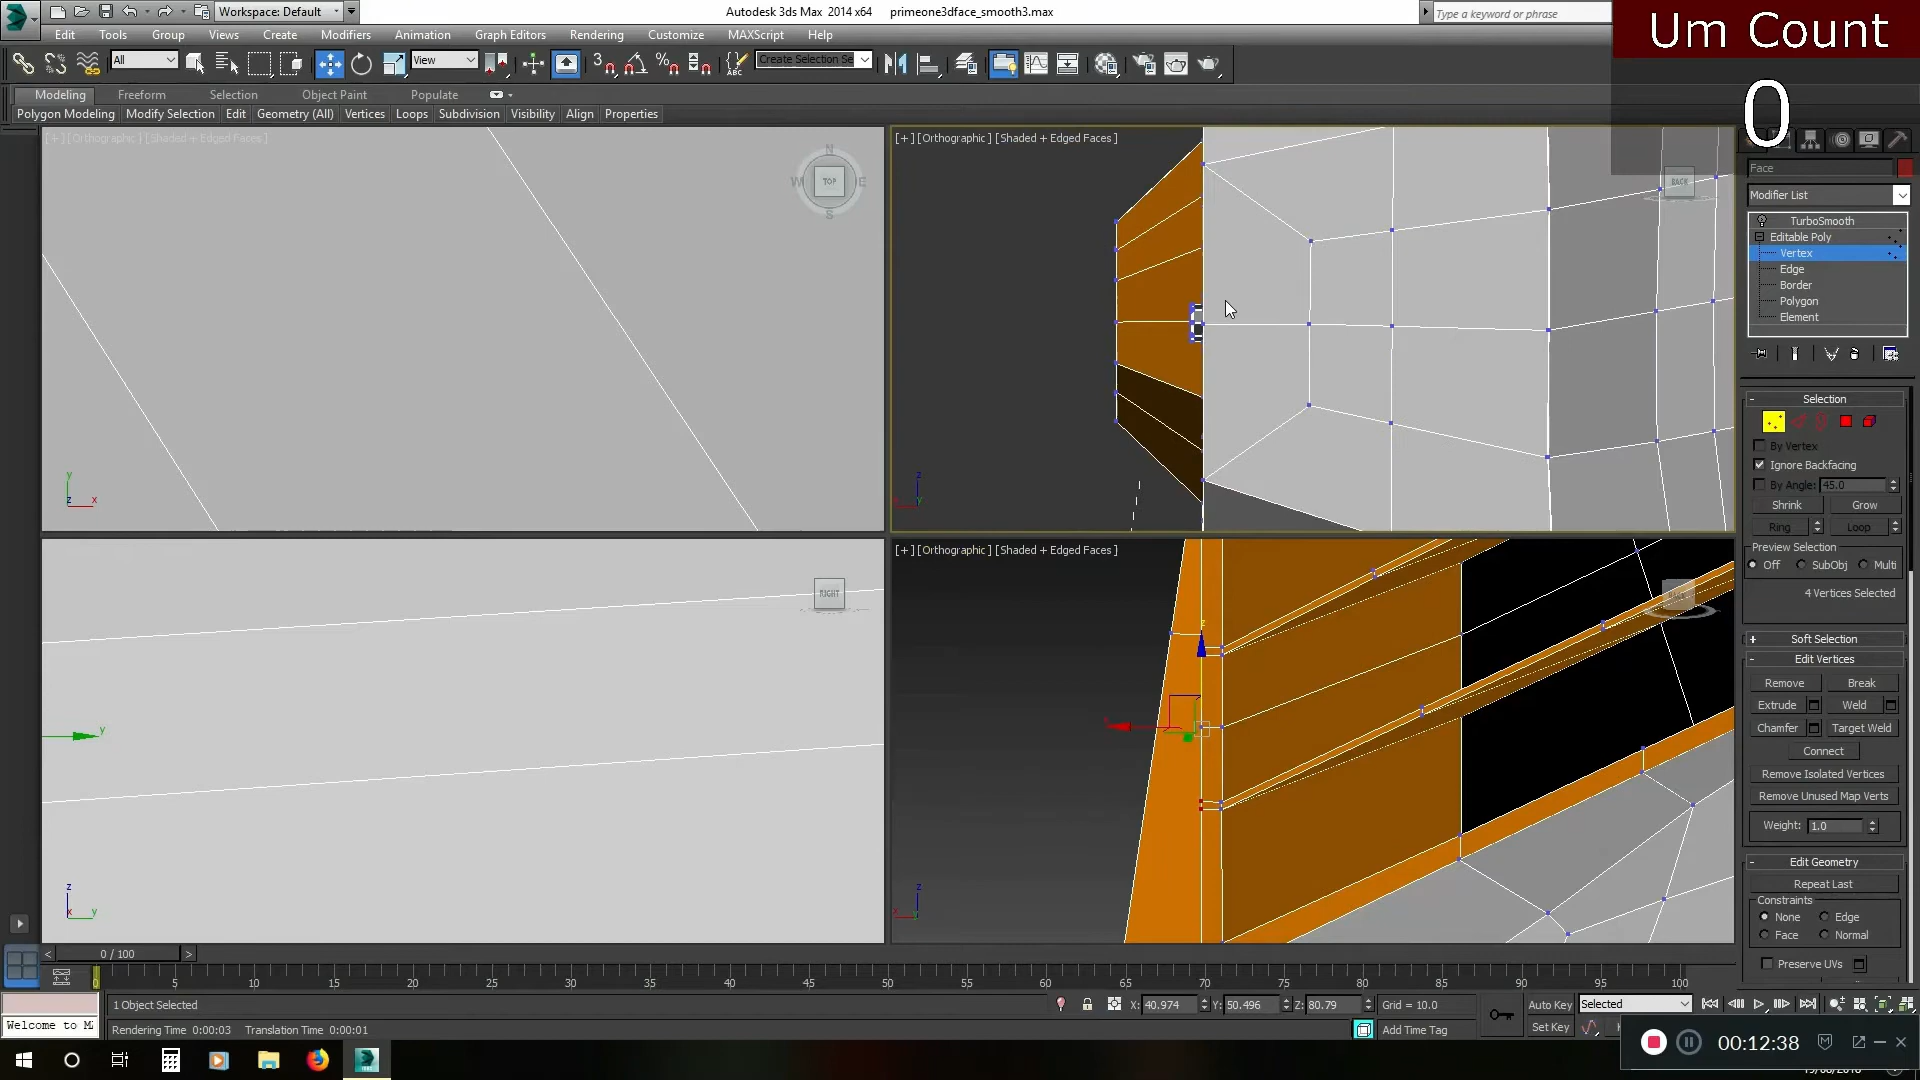 Workspace: Default
Autodesk 3ds Max 2014 x64 primeone3dface_smooth3.max
Type a keyword or phrase
Um Count
0
Edit Tools Group Views Create Modifiers Animation Graph Editors Rendering Customize MAXScript Help
All View Create Selection Se
Modeling Freeform Selection Object Paint Populate
Polygon Modeling Modify Selection Edit Geometry (All) Vertices Loops Subdivision Visibility Align Properties
[+] [Orthographic] [Shaded + Edged Faces]
[+] [Orthographic] [Shaded + Edged Faces]
N
W TOP E
S
BACK
Face
Modifier List
TurboSmooth
Editable Poly
Vertex
Edge
Border
Polygon
Element
Selection
By Vertex
Ignore Backfacing
By Angle: 45.0
Shrink Grow
Ring Loop
Preview Selection
Off SubObj Multi
4 Vertices Selected
Soft Selection
Edit Vertices
Remove Break
Extrude Weld
Chamfer Target Weld
Connect
Remove Isolated Vertices
Remove Unused Map Verts
Weight: 1.0
Edit Geometry
Repeat Last
Constraints
None Edge
Face Normal
Preserve UVs
RIGHT
[+] [Orthographic] [Shaded + Edged Faces]
0 / 100
0 5 10 15 20 25 30 35 40 45 50 55 60 65 70 75 80 85 90 95 100
1 Object Selected
X: 40.974 Y: 50.496 Z: 80.79 Grid = 10.0
Auto Key Selected
Welcome to M
Rendering Time 0:00:03 Translation Time 0:00:01
Add Time Tag
Set Key
00:12:38